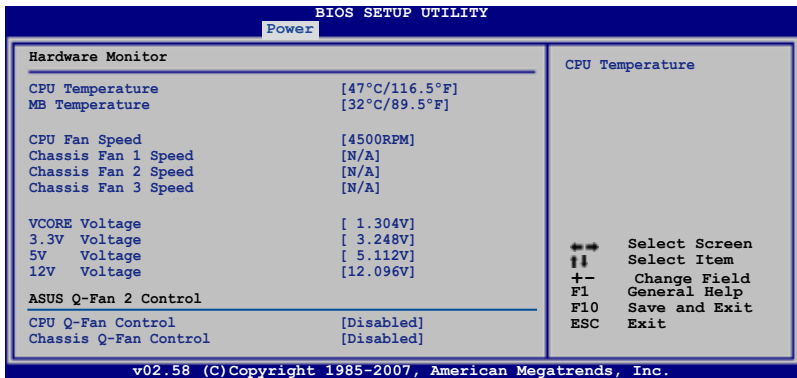 BIOS SETUP UTILITY
Power
Hardware Monitor
CPU Temperature [47°C/116.5°F]
MB Temperature [32°C/89.5°F]
CPU Fan Speed [4500RPM]
Chassis Fan 1 Speed [N/A]
Chassis Fan 2 Speed [N/A]
Chassis Fan 3 Speed [N/A]
VCORE Voltage [ 1.304V]
3.3V Voltage [ 3.248V]
5V Voltage [ 5.112V]
12V Voltage [12.096V]
ASUS Q-Fan 2 Control
CPU Q-Fan Control [Disabled]
Chassis Q-Fan Control [Disabled]
CPU Temperature
←→ Select Screen
↑↓ Select Item
+- Change Field
F1 General Help
F10 Save and Exit
ESC Exit
v02.58 (C)Copyright 1985-2007, American Megatrends, Inc.